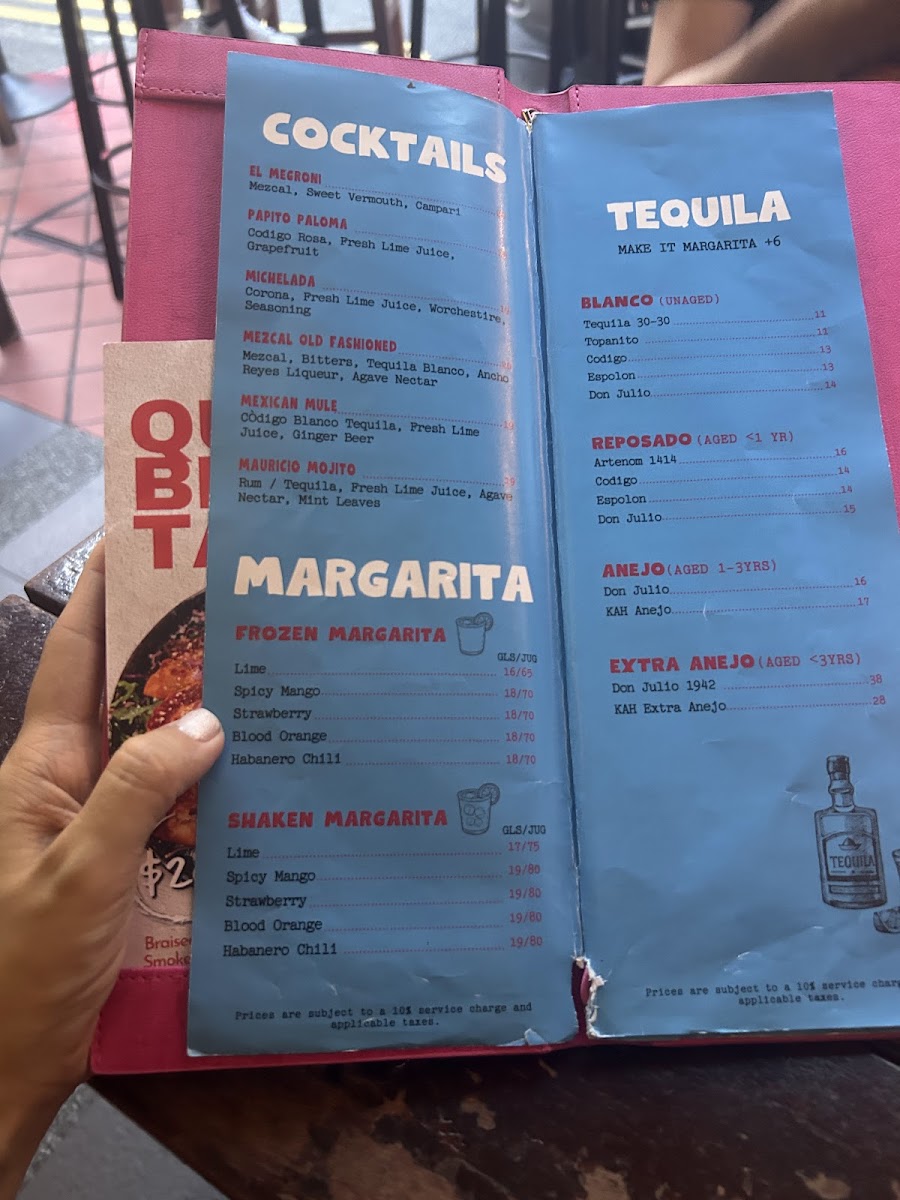 COCKTAILS
EL MEGRONI
Mezcal, Sweet Vermouth, Campari
PAPITO PALOMA
Codigo Rosa, Fresh Lime Juice,
Grapefruit
MICHELADA
Corona, Fresh Lime Juice, Worchestire,
Seasoning
MEZCAL OLD FASHIONED
Mezcal, Bitters, Tequila Blanco, Ancho
Reyes Liqueur, Agave Nectar
MEXICAN MULE
CÒdigo Blanco Tequila, Fresh Lime
Juice, Ginger Beer
MAURICIO MOJITO
Rum / Tequila, Fresh Lime Juice, Agave
Nectar, Mint Leaves
MARGARITA
FROZEN MARGARITA
GLS/JUG
Lime 16/65
Spicy Mango 18/70
Strawberry 18/70
Blood Orange 18/70
Habanero Chili 18/70
SHAKEN MARGARITA
GLS/JUG
Lime 17/75
Spicy Mango 19/80
Strawberry 19/80
Blood Orange 19/80
Habanero Chili 19/80
Prices are subject to a 10% service charge and
applicable taxes.
TEQUILA
MAKE IT MARGARITA +6
BLANCO (UNAGED)
Tequila 30-30 11
Topanito 11
Codigo 13
Espolon 13
Don Julio 14
REPOSADO (AGED <1 YR)
Artenom 1414 16
Codigo 14
Espolon 14
Don Julio 15
ANEJO (AGED 1-3YRS)
Don Julio 16
KAH Anejo 17
EXTRA ANEJO (AGED <3YRS)
Don Julio 1942 38
KAH Extra Anejo 28
TEQUILA
Prices are subject to a 10% service
applicable taxes.
$2